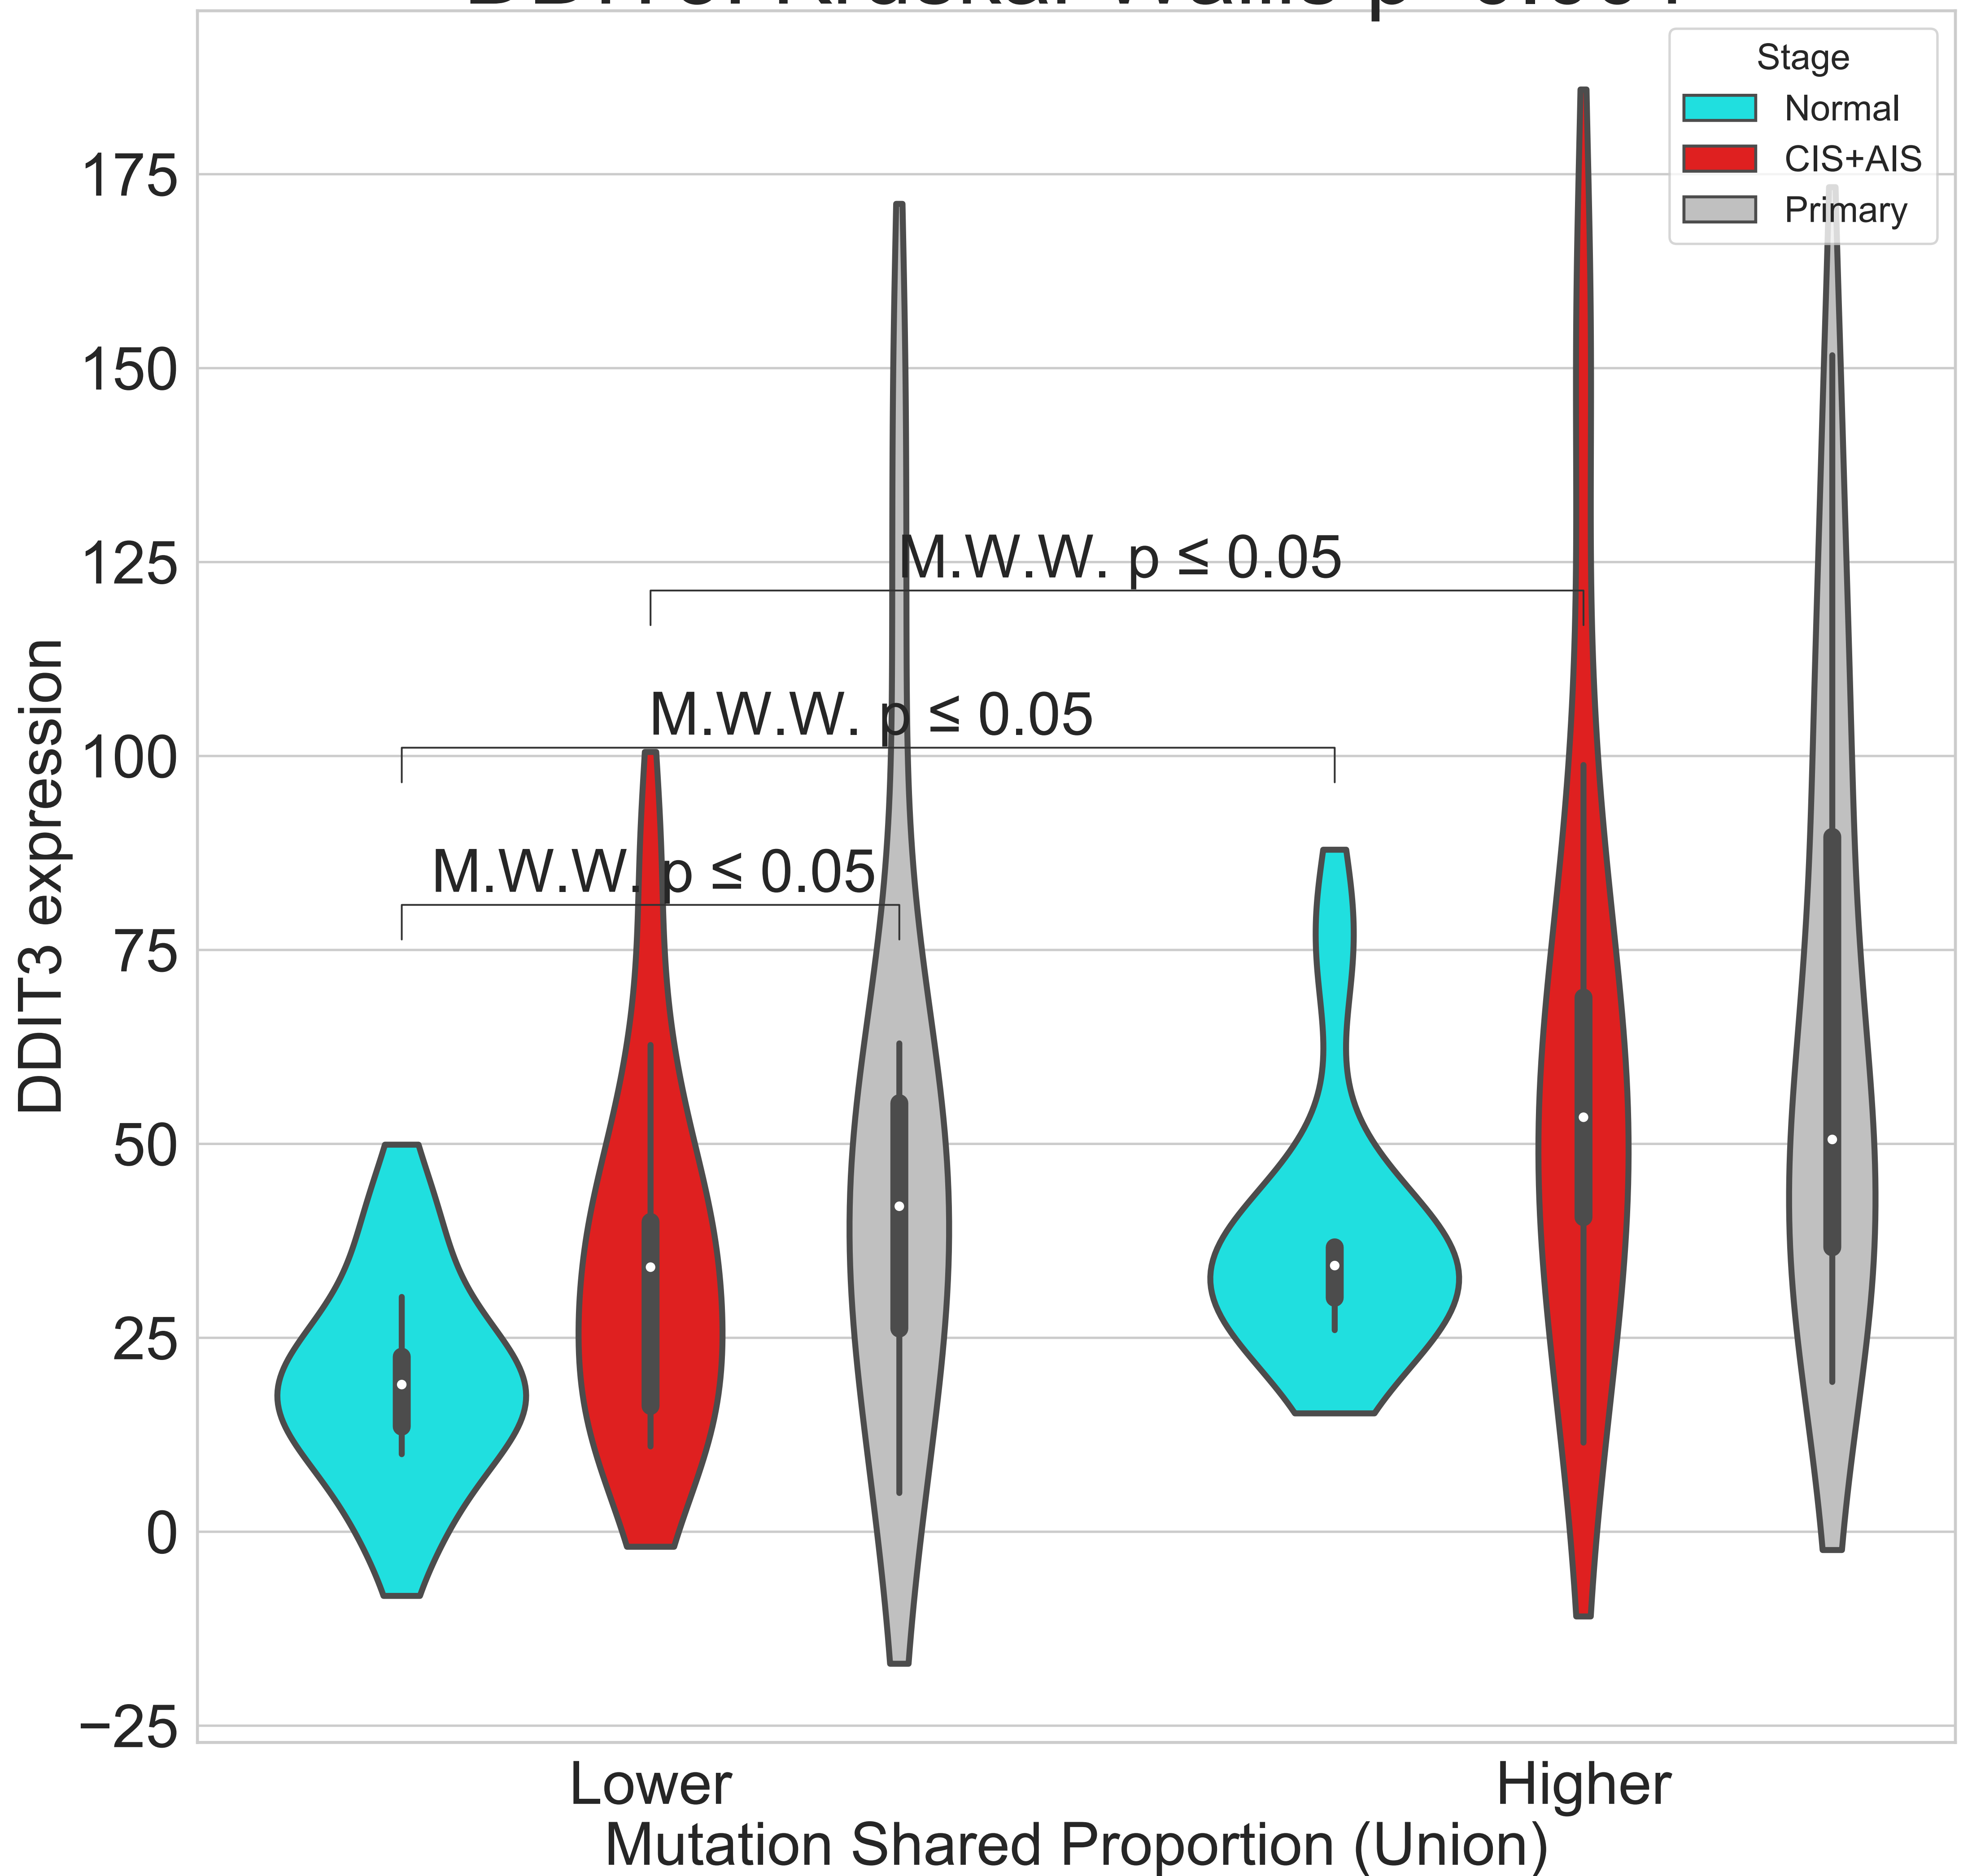 Stage
Normal
CIS+AIS
Primary
175
150
125
100
75
50
25
0
−25
DDIT3 expression
M.W.W. p ≤ 0.05
M.W.W. p ≤ 0.05
M.W.W. p ≤ 0.05
Lower
Higher
Mutation Shared Proportion (Union)